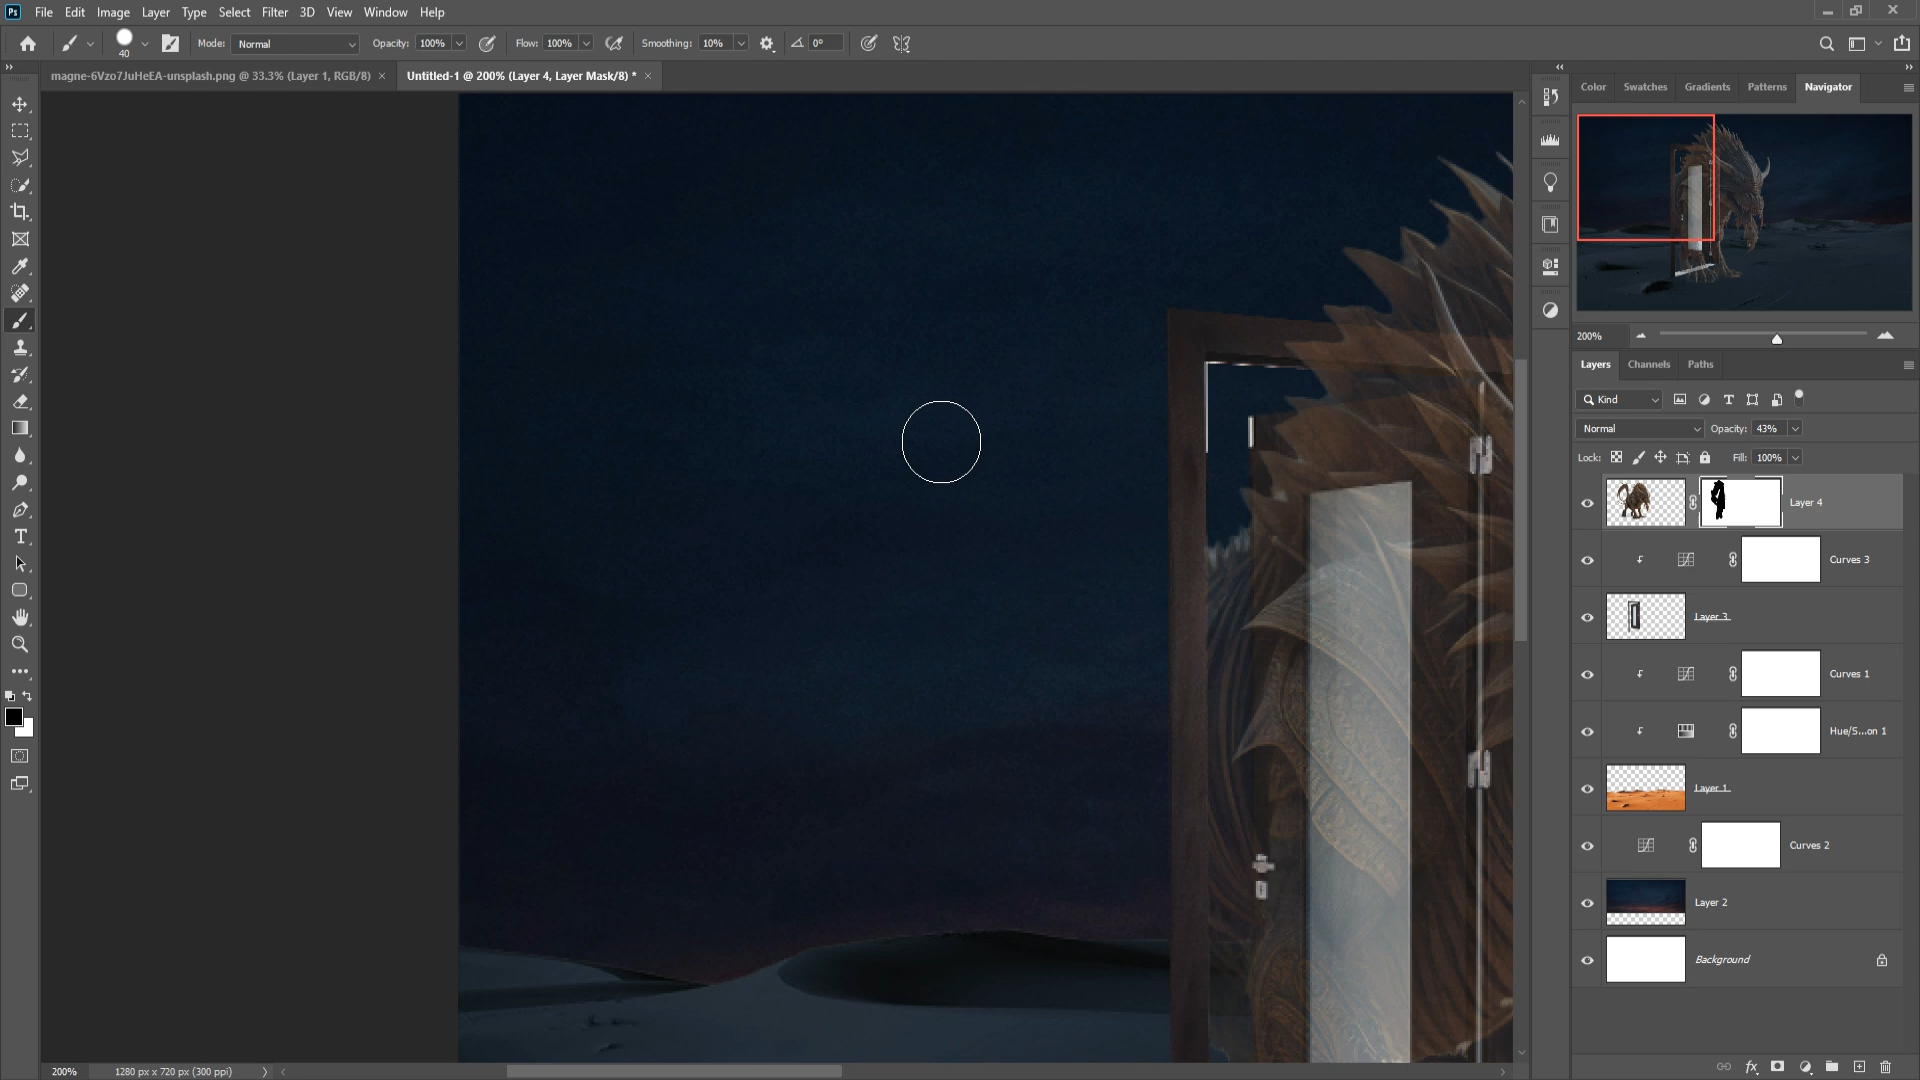 Ps File Edit Image Layer Type Select Filter 3D View Window Help
40 Mode: Normal Opacity: 100% Flow: 100% Smoothing: 10% 0°
magne-6Vzo7JuHeEA-unsplash.png @ 33.3% (Layer 1, RGB/8) × Untitled-1 @ 200% (Layer 4, Layer Mask/8) * ×
Color Swatches Gradients Patterns Navigator
200%
Layers Channels Paths
Kind
Normal Opacity: 43%
Lock: Fill: 100%
Layer 4
Curves 3
Layer 3
Curves 1
Hue/S...on 1
Layer 1
Curves 2
Layer 2
Background
200% 1280 px x 720 px (300 ppi)